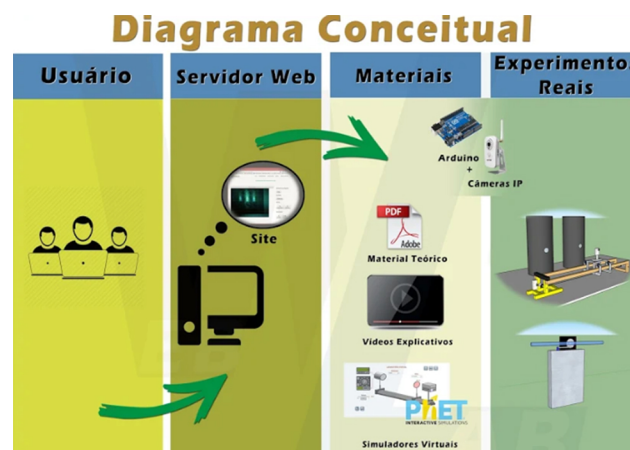 Diagrama Conceitual
Usuário
Servidor Web
Materiais
Experimento
Reais
Arduino
+
Câmeras IP
Site
PDF
Adobe
Material Teórico
Vídeos Explicativos
PhET
INTERACTIVE SIMULATIONS
Simuladores Virtuais